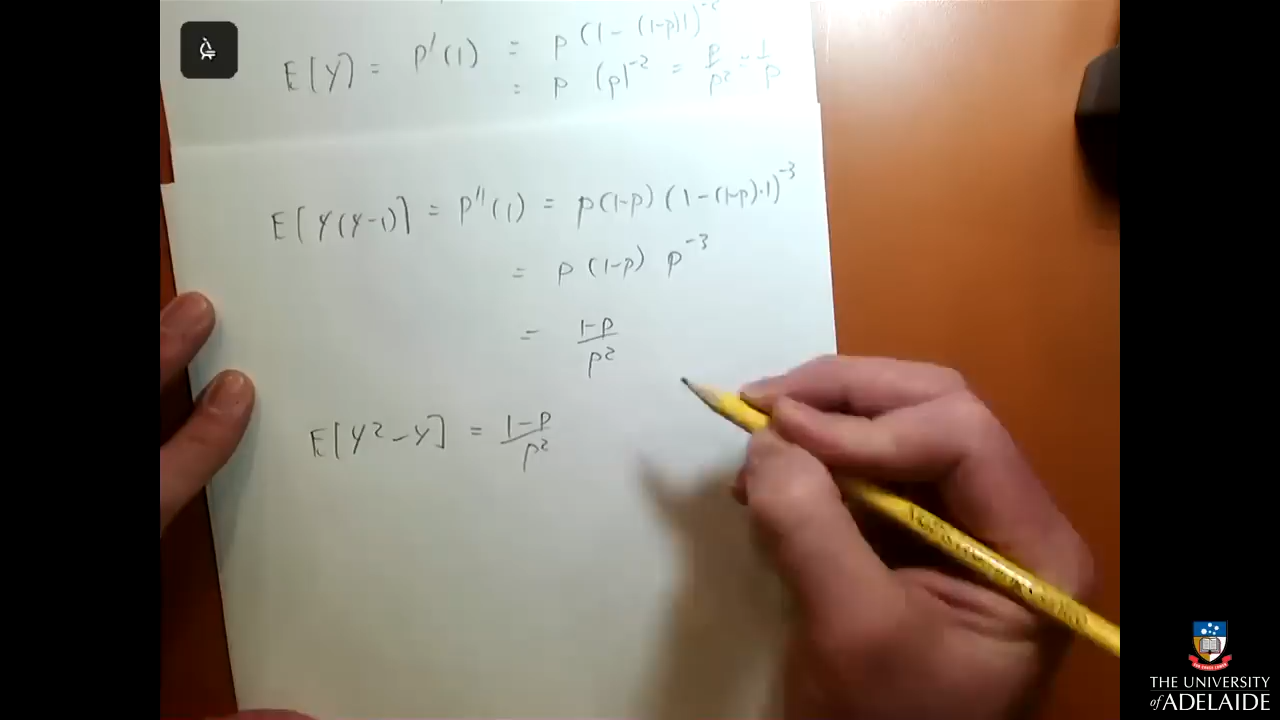 E[Y] = P'(1) = p(1-(1-p)1)⁻²
= p (p)⁻² = p/p² = 1/p
E[Y(Y-1)] = P''(1) = p(1-p)(1-(1-p)·1)⁻³
= p(1-p) p⁻³
= 1-p/p²
E[Y²-Y] = 1-p/p²
THE UNIVERSITY
of ADELAIDE